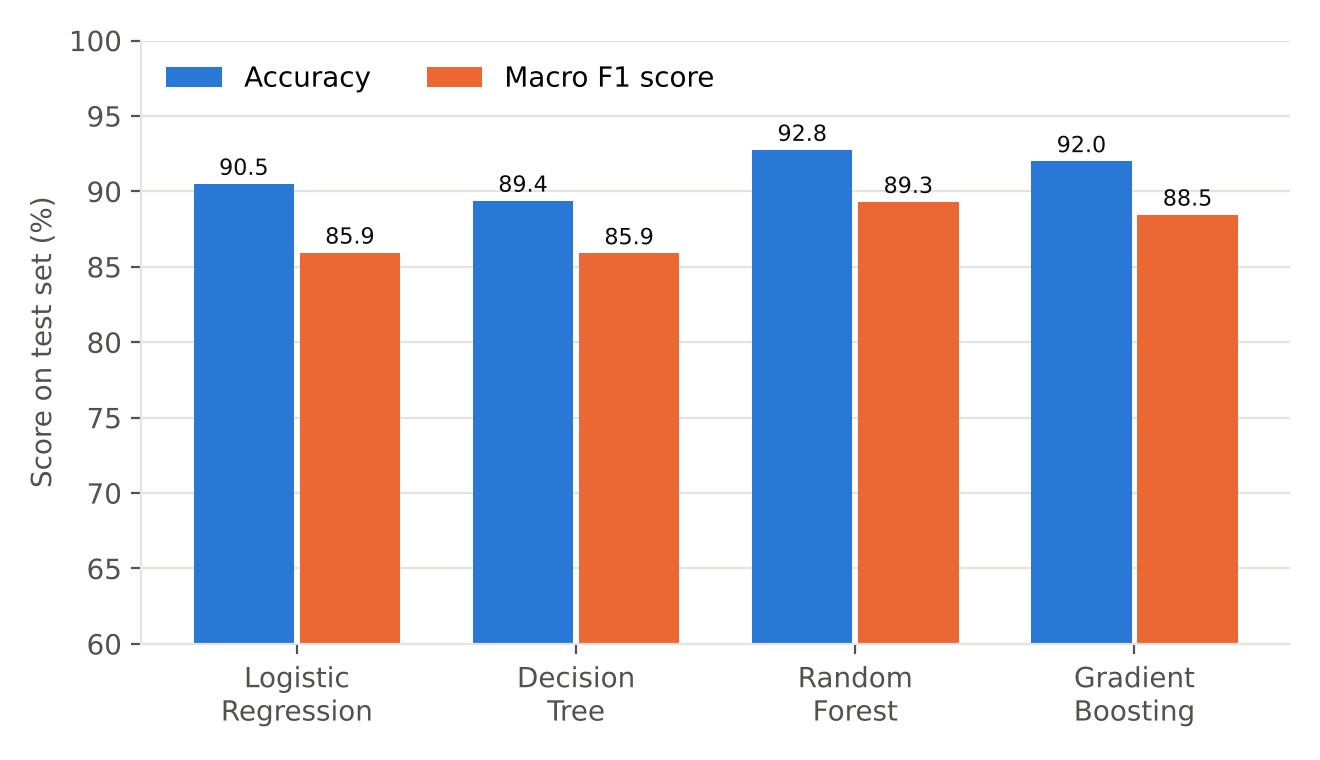 100
95
90
85
80
75
70
65
60
Score on test set (%)
Accuracy Macro F1 score
90.5 85.9 89.4 85.9 92.8 89.3 92.0 88.5
Logistic Decision Random Gradient
Regression Tree Forest Boosting